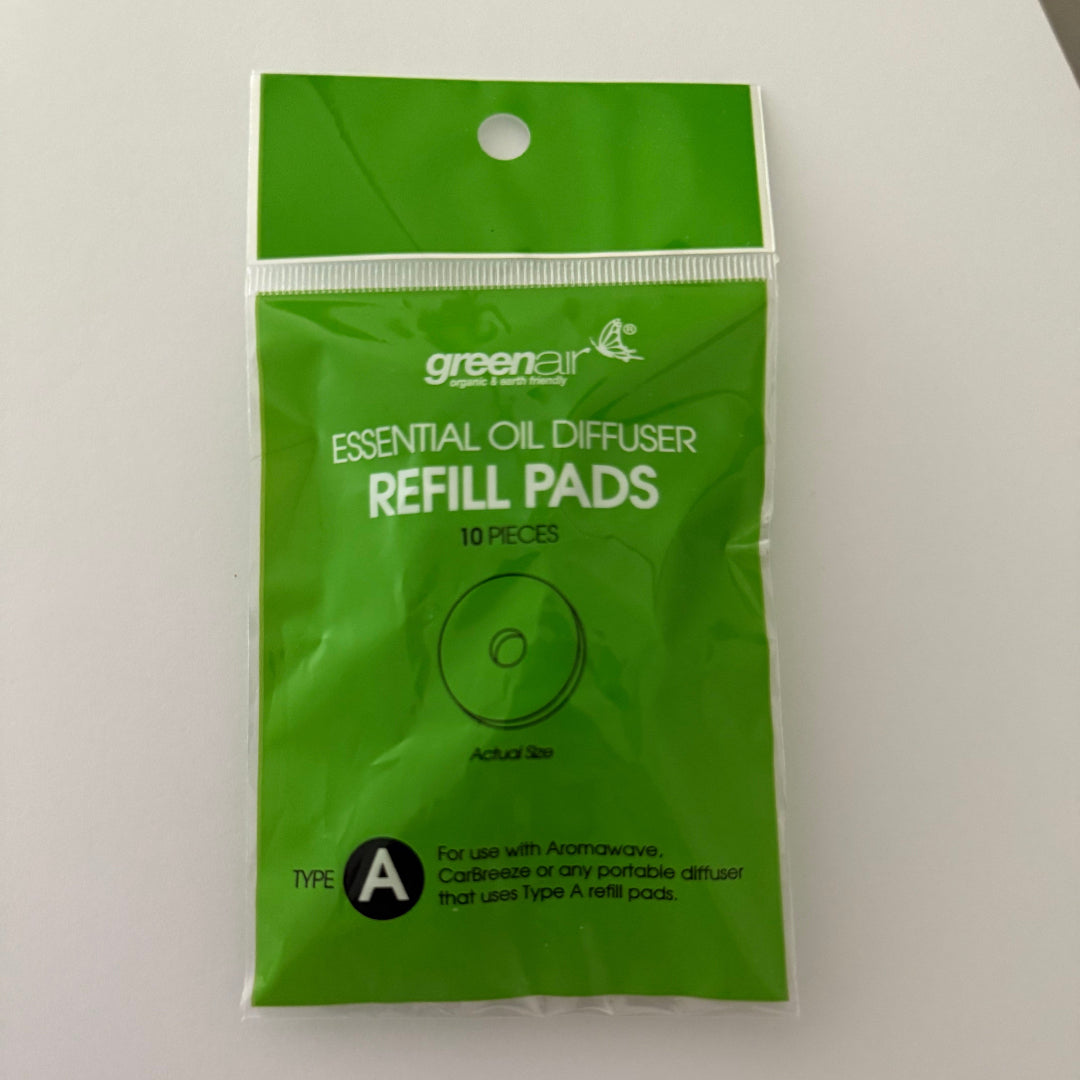 greenair®
organic & earth friendly
ESSENTIAL OIL DIFFUSER
REFILL PADS
10 PIECES
Actual Size
TYPE A
For use with Aromawave,
CarBreeze or any portable diffuser
that uses Type A refill pads.